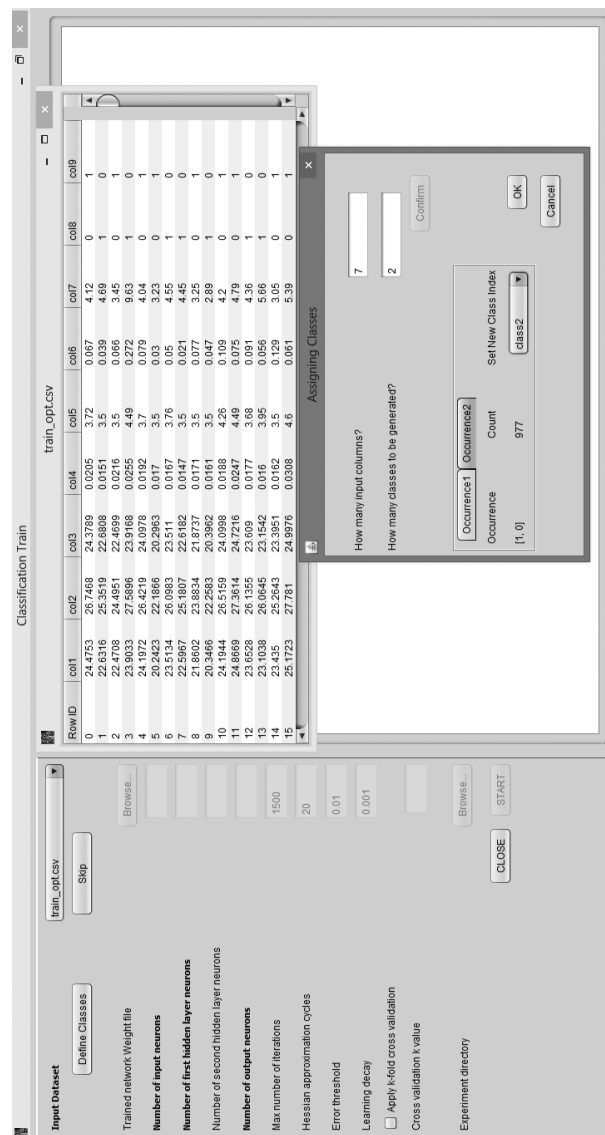 Classification Train
Input Dataset
train_opt.csv
Define Classes
Skip
Trained network Weight file
Browse...
Number of input neurons
Number of first hidden layer neurons
Number of second hidden layer neurons
Number of output neurons
Max number of iterations
1500
Hessian approximation cycles
20
Error threshold
0.01
Learning decay
0.001
Apply k-fold cross validation
Cross validation k value
Experiment directory
Browse...
CLOSE
START
train_opt.csv
Row ID col1 col2 col3 col4 col5 col6 col7 col8 col9
0 24.4753 26.7468 24.3789 0.0205 3.72 0.067 4.12 0 1
1 22.6316 25.3519 22.6808 0.0151 3.5 0.039 4.69 1 0
2 22.4708 24.4951 22.4699 0.0216 3.5 0.066 3.45 0 1
3 23.9033 27.5896 23.9168 0.0255 4.49 0.272 9.63 1 0
4 24.1972 26.4219 24.0978 0.0192 3.7 0.079 4.04 0 1
5 20.2423 22.1866 20.2963 0.017 3.5 0.03 3.23 0 1
6 23.5134 26.0983 23.511 0.0167 3.76 0.05 4.55 1 0
7 22.5967 25.1807 22.6182 0.0147 3.5 0.021 4.45 1 0
8 21.8602 23.8834 21.8737 0.0171 3.5 0.077 3.25 0 1
9 20.3466 22.2583 20.3962 0.0161 3.5 0.047 2.89 1 0
10 24.1944 26.5159 24.0998 0.0188 4.26 0.109 4.2 0 1
11 24.8669 27.3614 24.7216 0.0247 4.49 0.075 4.79 0 1
12 23.6528 26.1355 23.609 0.0177 3.68 0.091 4.36 1 0
13 23.1038 26.0645 23.1542 0.016 3.95 0.056 5.66 1 0
14 23.435 25.2643 23.3951 0.0162 3.5 0.129 3.05 0 1
15 25.1723 27.781 24.9976 0.0308 4.6 0.061 5.39 0 1
Assigning Classes
How many input columns?
7
How many classes to be generated?
2
Confirm
Occurrence1 Occurrence2
Occurrence Count Set New Class Index
[1, 0] 977 class2
OK
Cancel